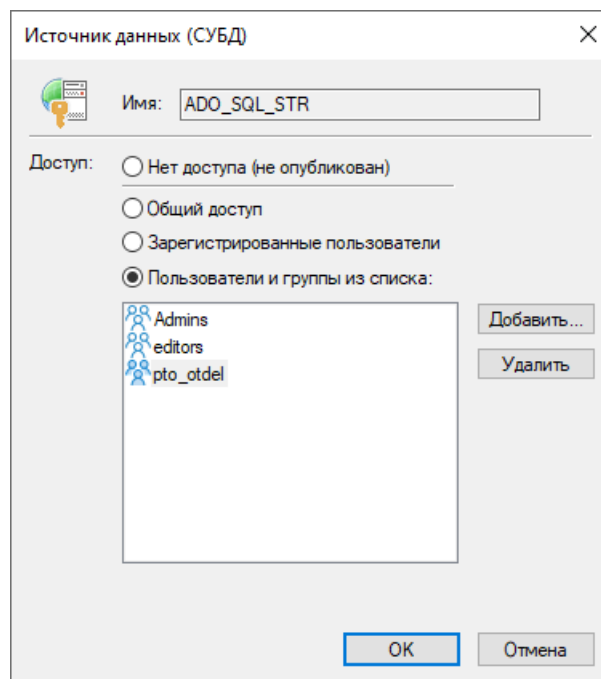 Источник данных (СУБД)
Имя: ADO_SQL_STR
Доступ: Нет доступа (не опубликован)
Общий доступ
Зарегистрированные пользователи
Пользователи и группы из списка:
Admins
editors
pto_otdel
Добавить...
Удалить
OK
Отмена